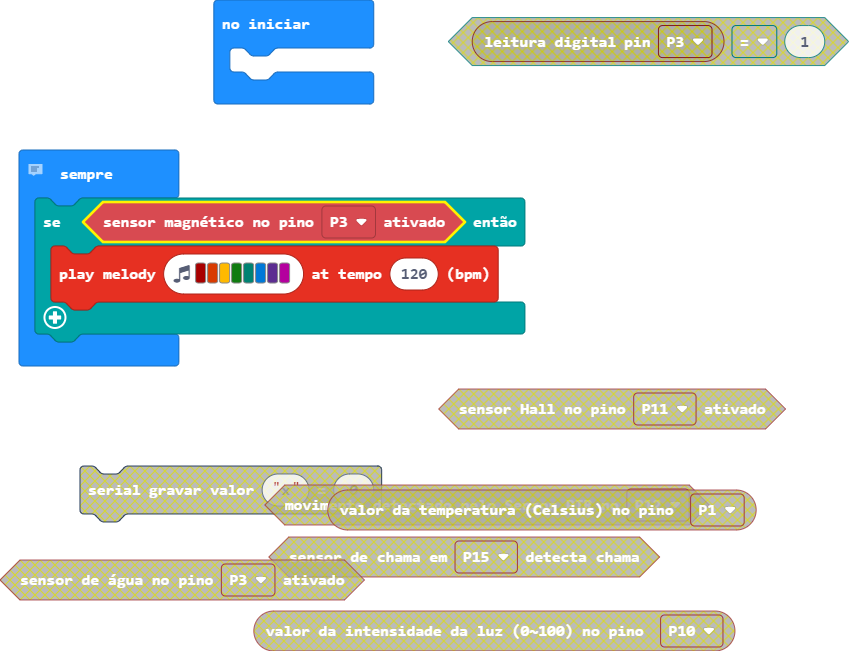 no iniciar
leitura digital pin P3 = 1
sempre
se sensor magnético no pino P3 ativado então
play melody at tempo 120 (bpm)
sensor Hall no pino P11 ativado
serial gravar valor "x" =
valor da temperatura (Celsius) no pino P1
sensor de chama em P15 detecta chama
sensor de água no pino P3 ativado
valor da intensidade da luz (0~100) no pino P10